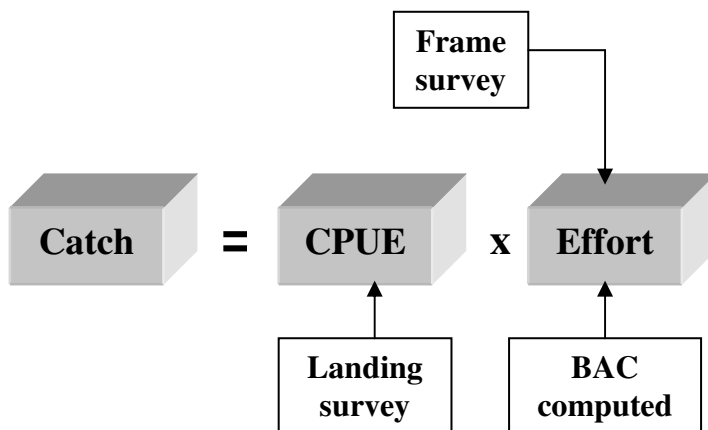 Frame
survey
Catch = CPUE x Effort
Landing
survey
BAC
computed